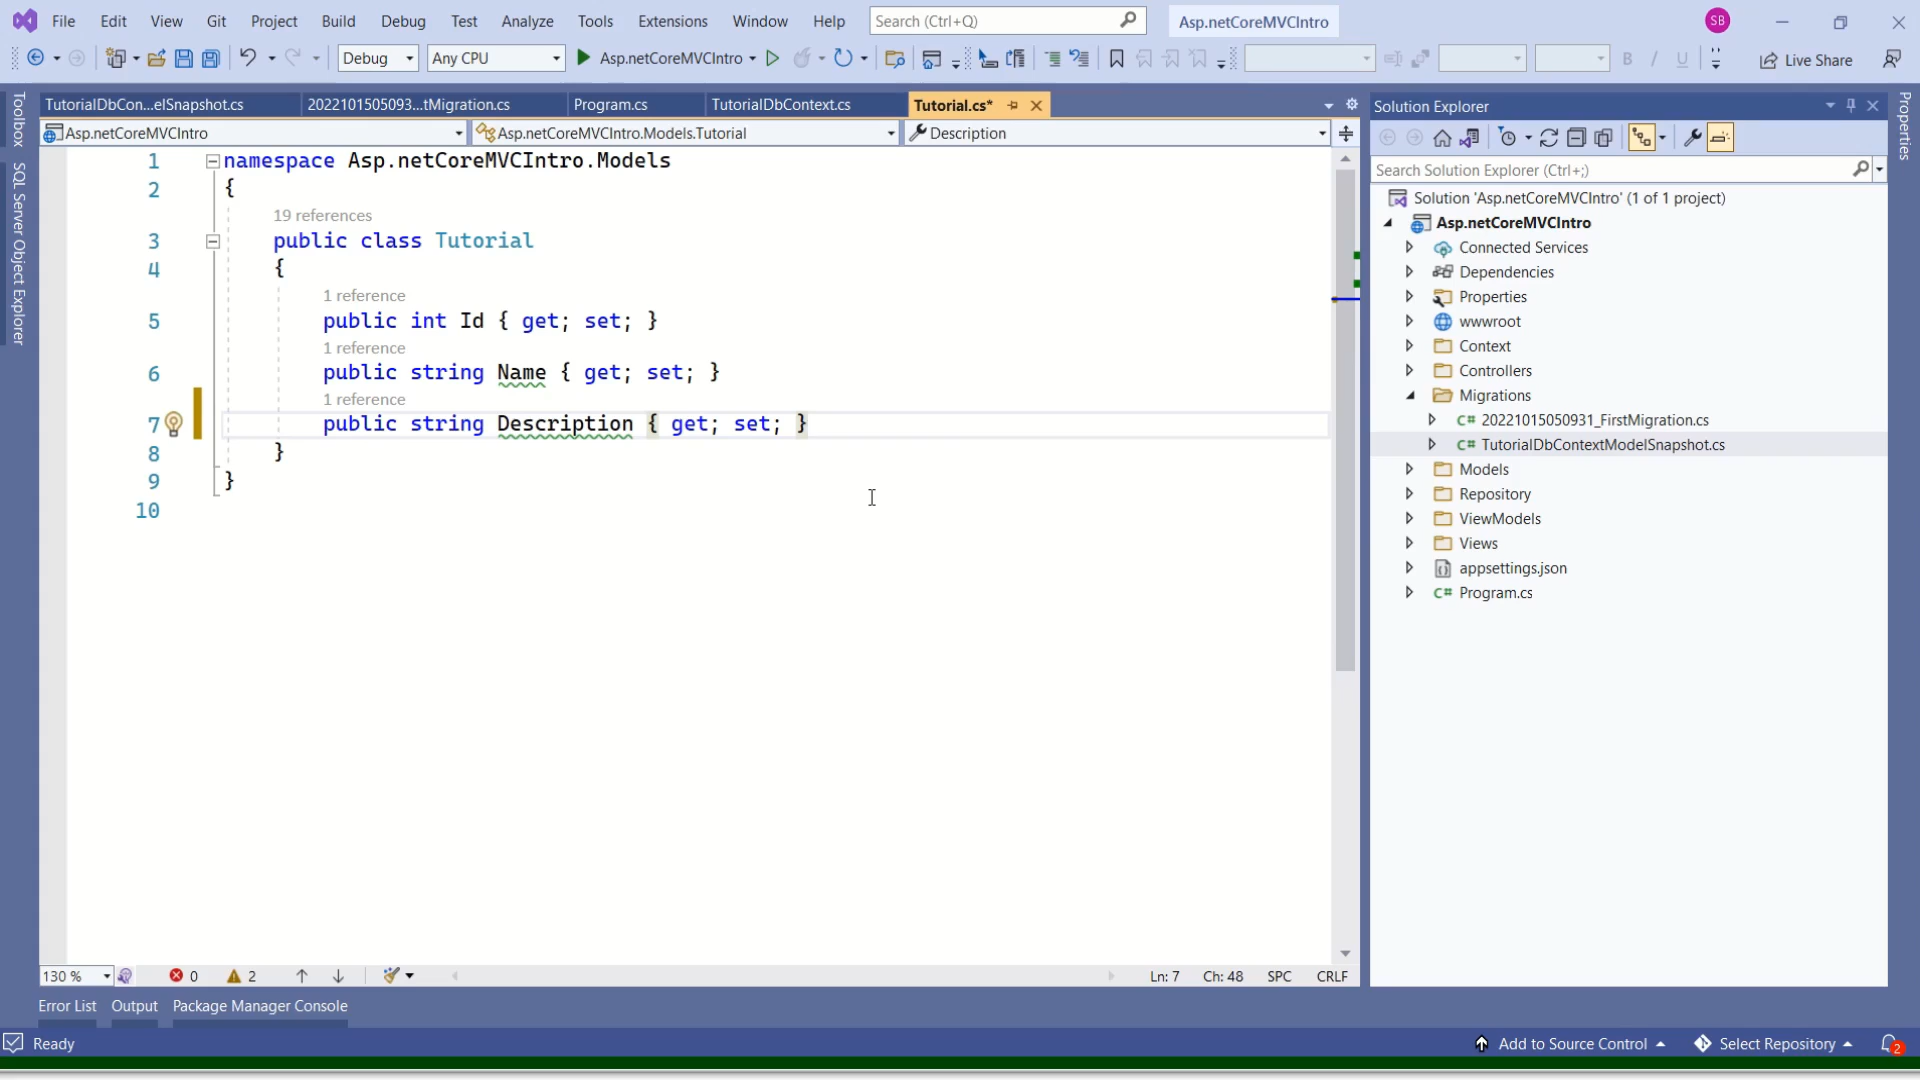 File Edit View Git Project Build Debug Test Analyze Tools Extensions Window Help Search (Ctrl+Q) Asp.netCoreMVCIntro SB
Debug Any CPU Asp.netCoreMVCIntro B I U Live Share
Toolbox
SQL Server Object Explorer
TutorialDbCon...elSnapshot.cs 2022101505093...tMigration.cs Program.cs TutorialDbContext.cs Tutorial.cs*
Asp.netCoreMVCIntro Asp.netCoreMVCIntro.Models.Tutorial Description
1 namespace Asp.netCoreMVCIntro.Models
2 {
19 references
3 public class Tutorial
4 {
1 reference
5 public int Id { get; set; }
1 reference
6 public string Name { get; set; }
1 reference
7 public string Description { get; set; }
8 }
9 }
10
130 % 0 2 Ln: 7 Ch: 48 SPC CRLF
Solution Explorer
Search Solution Explorer (Ctrl+;)
Solution 'Asp.netCoreMVCIntro' (1 of 1 project)
Asp.netCoreMVCIntro
Connected Services
Dependencies
Properties
wwwroot
Context
Controllers
Migrations
C# 20221015050931_FirstMigration.cs
C# TutorialDbContextModelSnapshot.cs
Models
Repository
ViewModels
Views
appsettings.json
C# Program.cs
Properties
Error List Output Package Manager Console
Ready Add to Source Control Select Repository 2